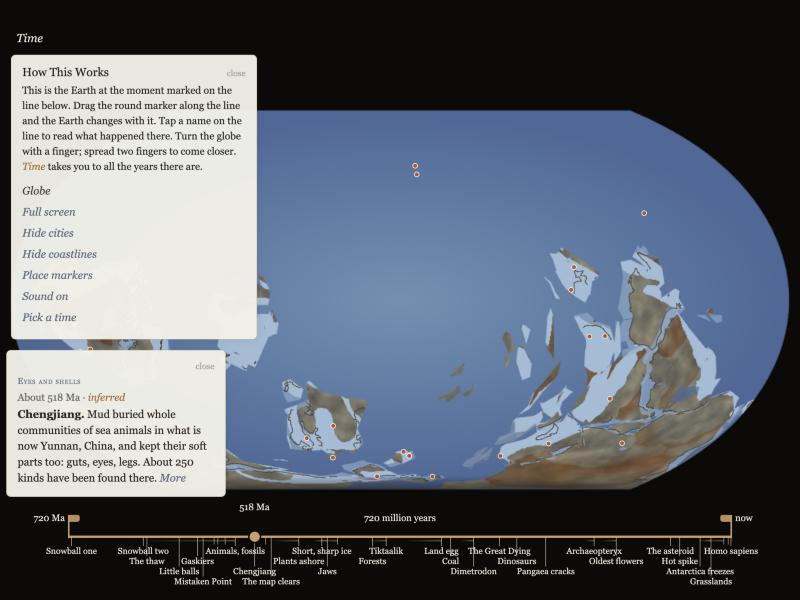 Time
How This Works
close
This is the Earth at the moment marked on the
line below. Drag the round marker along the line
and the Earth changes with it. Tap a name on the
line to read what happened there. Turn the globe
with a finger; spread two fingers to come closer.
Time takes you to all the years there are.
Globe
Full screen
Hide cities
Hide coastlines
Place markers
Sound on
Pick a time
close
Eyes and shells
About 518 Ma · inferred
Chengjiang. Mud buried whole
communities of sea animals in what is
now Yunnan, China, and kept their soft
parts too: guts, eyes, legs. About 250
kinds have been found there. More
518 Ma
720 Ma
720 million years
now
Snowball one
Snowball two
Animals, fossils
Short, sharp ice
Tiktaalik
Land egg
The Great Dying
Archaeopteryx
The asteroid
Homo sapiens
The thaw
Gaskiers
Plants ashore
Forests
Coal
Dinosaurs
Oldest flowers
Hot spike
Little balls
Chengjiang
Jaws
Dimetrodon
Pangaea cracks
Antarctica freezes
Mistaken Point
The map clears
Grasslands